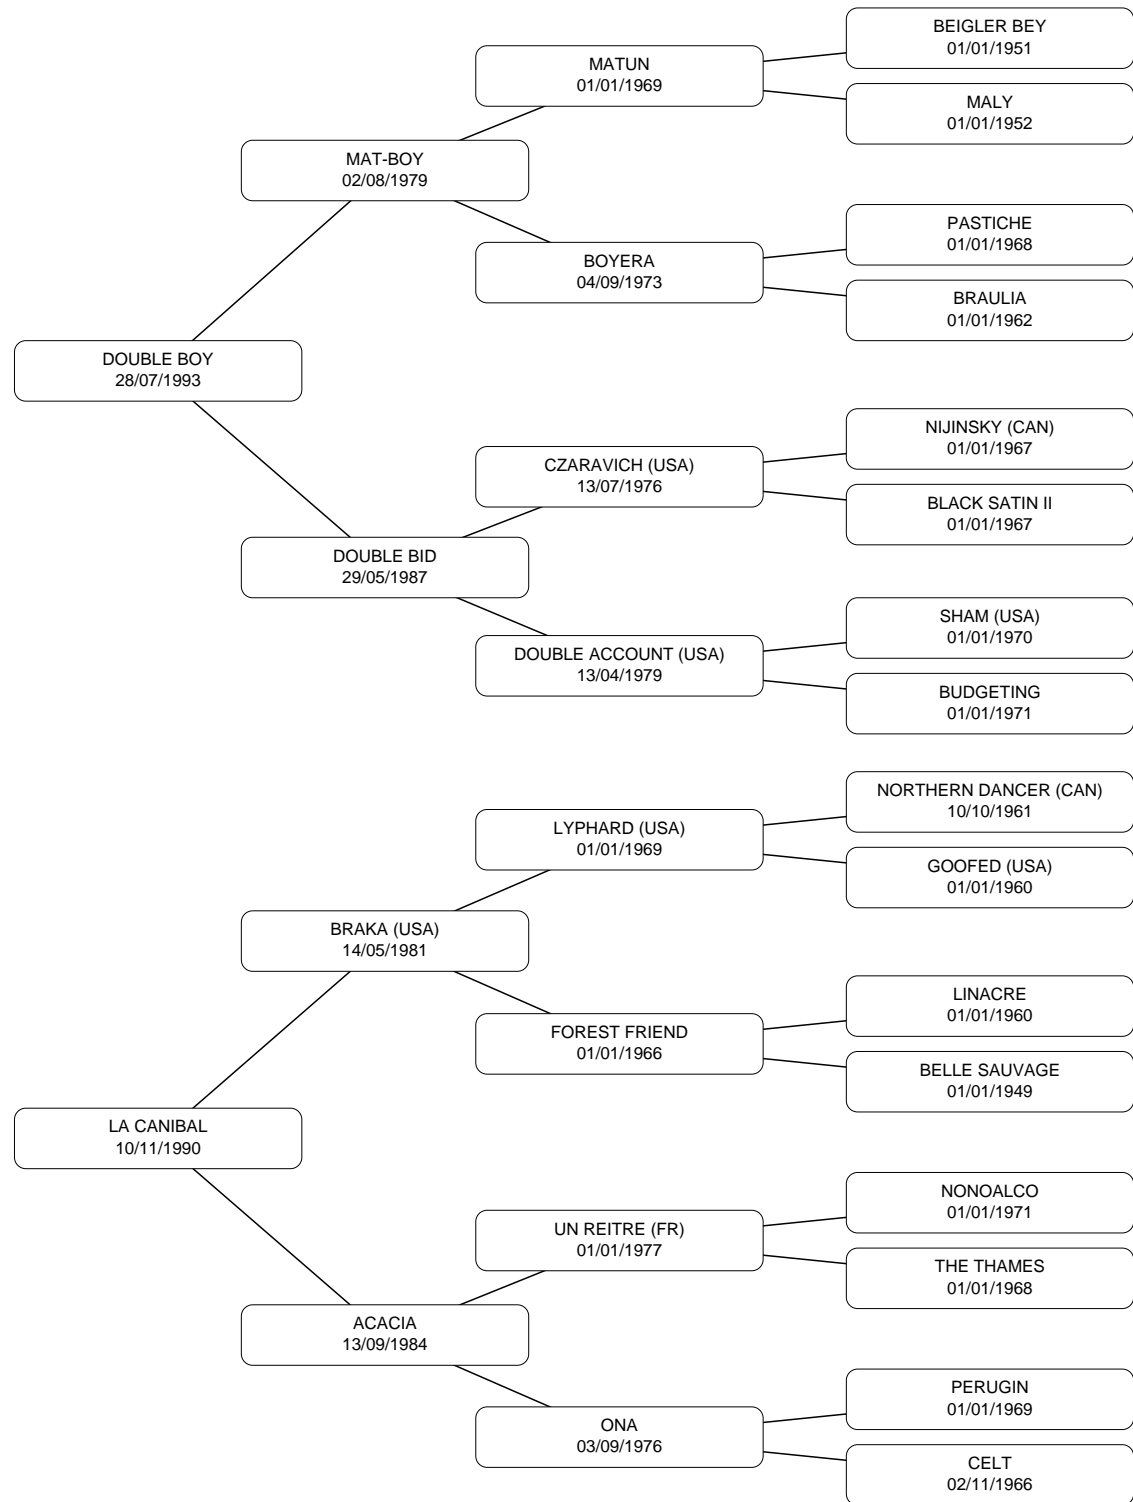 BEIGLER BEY
01/01/1951
MATUN
01/01/1969
MALY
01/01/1952
MAT-BOY
02/08/1979
PASTICHE
01/01/1968
BOYERA
04/09/1973
BRAULIA
01/01/1962
DOUBLE BOY
28/07/1993
NIJINSKY (CAN)
01/01/1967
CZARAVICH (USA)
13/07/1976
BLACK SATIN II
01/01/1967
DOUBLE BID
29/05/1987
SHAM (USA)
01/01/1970
DOUBLE ACCOUNT (USA)
13/04/1979
BUDGETING
01/01/1971
NORTHERN DANCER (CAN)
10/10/1961
LYPHARD (USA)
01/01/1969
GOOFED (USA)
01/01/1960
BRAKA (USA)
14/05/1981
LINACRE
01/01/1960
FOREST FRIEND
01/01/1966
BELLE SAUVAGE
01/01/1949
LA CANIBAL
10/11/1990
NONOALCO
01/01/1971
UN REITRE (FR)
01/01/1977
THE THAMES
01/01/1968
ACACIA
13/09/1984
PERUGIN
01/01/1969
ONA
03/09/1976
CELT
02/11/1966